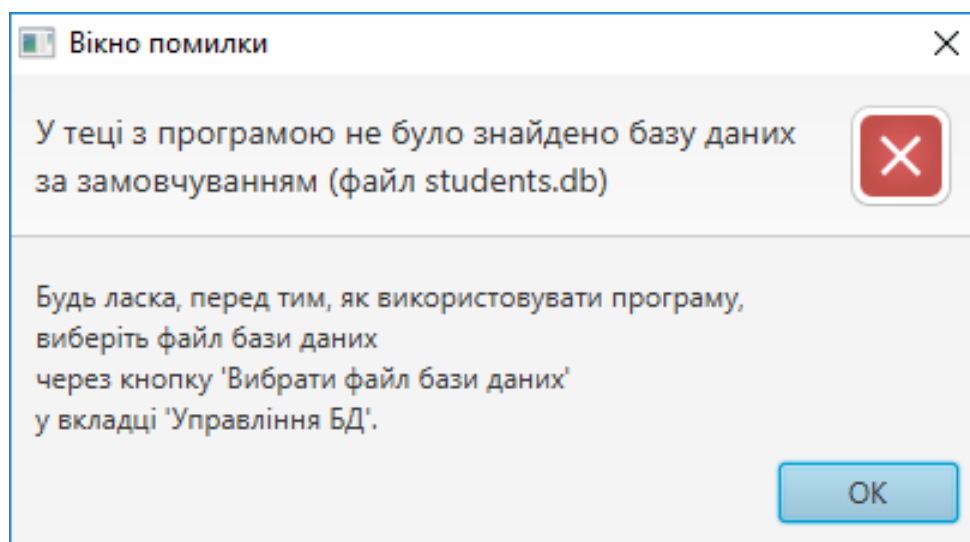 Вікно помилки
У теці з програмою не було знайдено базу даних
за замовчуванням (файл students.db)
Будь ласка, перед тим, як використовувати програму,
виберіть файл бази даних
через кнопку 'Вибрати файл бази даних'
у вкладці 'Управління БД'.
OK